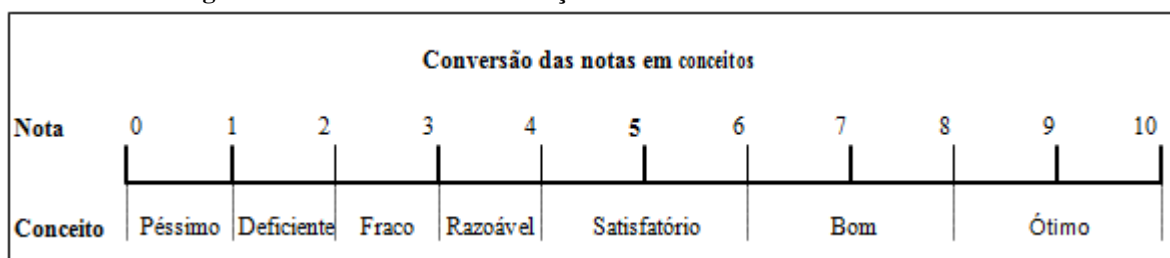 Conversão das notas em conceitos
Nota 0 1 2 3 4 5 6 7 8 9 10
Conceito Péssimo Deficiente Fraco Razoável Satisfatório Bom Ótimo